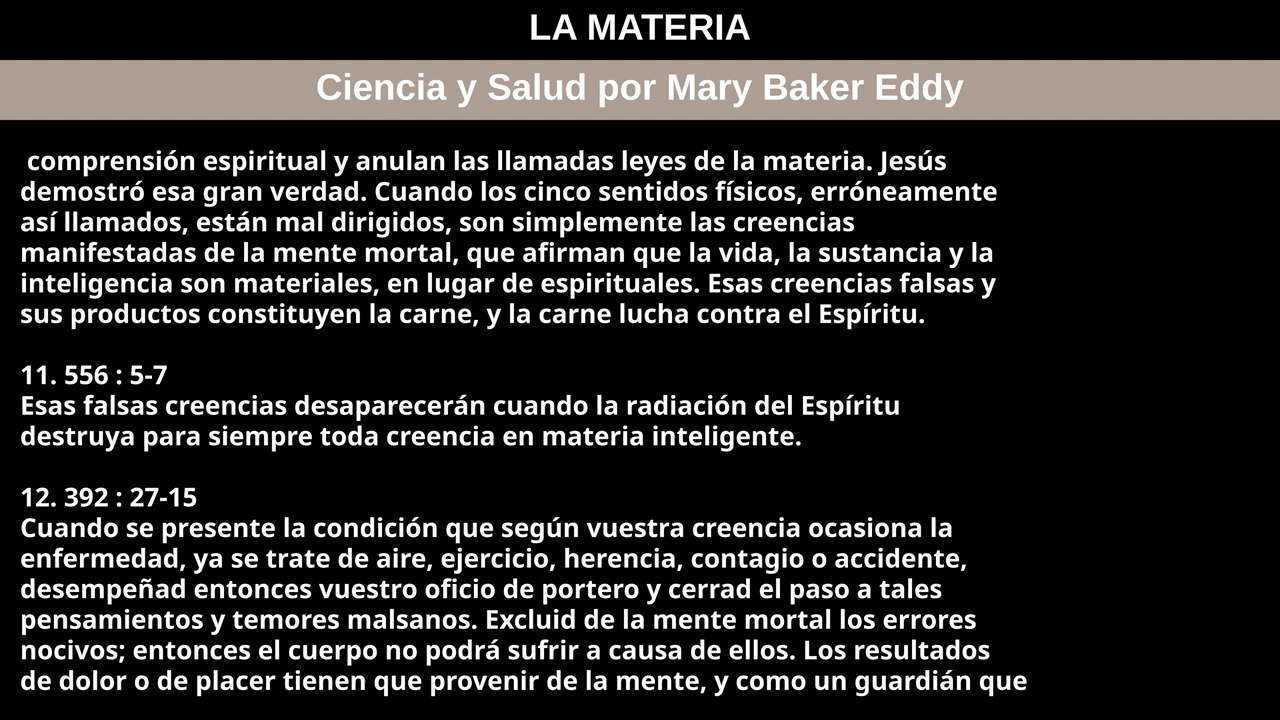 LA MATERIA
Ciencia y Salud por Mary Baker Eddy
comprensión espiritual y anulan las llamadas leyes de la materia. Jesús
demostró esa gran verdad. Cuando los cinco sentidos físicos, erróneamente
así llamados, están mal dirigidos, son simplemente las creencias
manifestadas de la mente mortal, que afirman que la vida, la sustancia y la
inteligencia son materiales, en lugar de espirituales. Esas creencias falsas y
sus productos constituyen la carne, y la carne lucha contra el Espíritu.
11. 556 : 5-7
Esas falsas creencias desaparecerán cuando la radiación del Espíritu
destruya para siempre toda creencia en materia inteligente.
12. 392 : 27-15
Cuando se presente la condición que según vuestra creencia ocasiona la
enfermedad, ya se trate de aire, ejercicio, herencia, contagio o accidente,
desempeñad entonces vuestro oficio de portero y cerrad el paso a tales
pensamientos y temores malsanos. Excluid de la mente mortal los errores
nocivos; entonces el cuerpo no podrá sufrir a causa de ellos. Los resultados
de dolor o de placer tienen que provenir de la mente, y como un guardián que